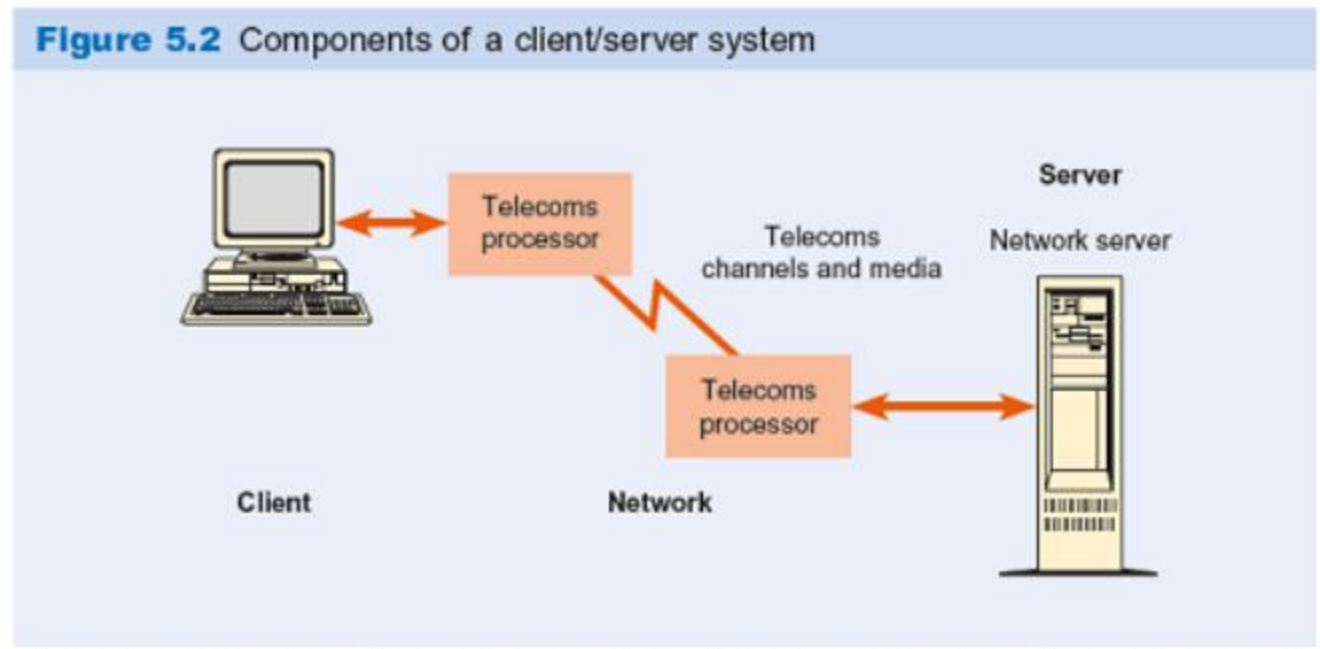 Figure 5.2 Components of a client/server system
Telecoms
processor
Telecoms
channels and media
Server
Network server
Telecoms
processor
Client
Network